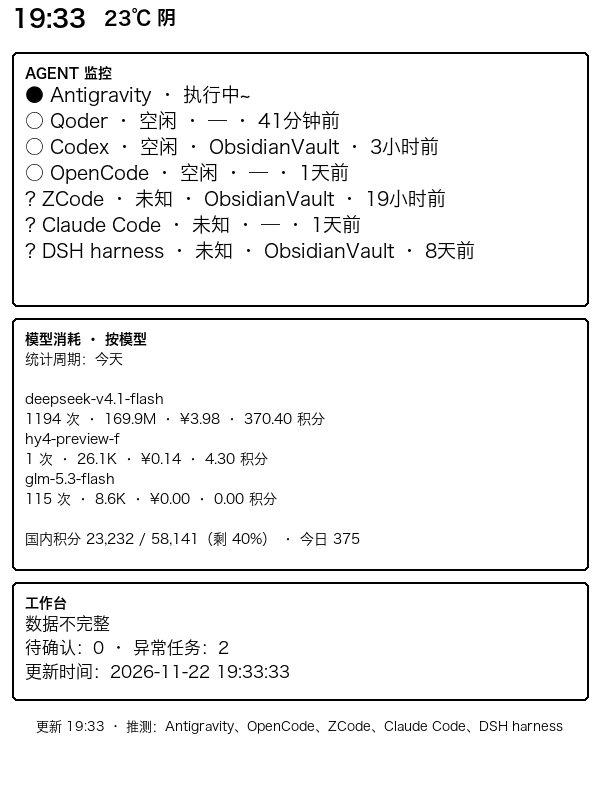 19:33 23℃ 阴
AGENT 监控
● Antigravity · 执行中~
○ Qoder · 空闲 · — · 41分钟前
○ Codex · 空闲 · ObsidianVault · 3小时前
○ OpenCode · 空闲 · — · 1天前
? ZCode · 未知 · ObsidianVault · 19小时前
? Claude Code · 未知 · — · 1天前
? DSH harness · 未知 · ObsidianVault · 8天前
模型消耗 · 按模型
统计周期：今天
deepseek-v4.1-flash
1194 次 · 169.9M · ¥3.98 · 370.40 积分
hy4-preview-f
1 次 · 26.1K · ¥0.14 · 4.30 积分
glm-5.3-flash
115 次 · 8.6K · ¥0.00 · 0.00 积分
国内积分 23,232 / 58,141（剩 40%） · 今日 375
工作台
数据不完整
待确认：0 · 异常任务：2
更新时间：2026-11-22 19:33:33
更新 19:33 · 推测：Antigravity、OpenCode、ZCode、Claude Code、DSH harness